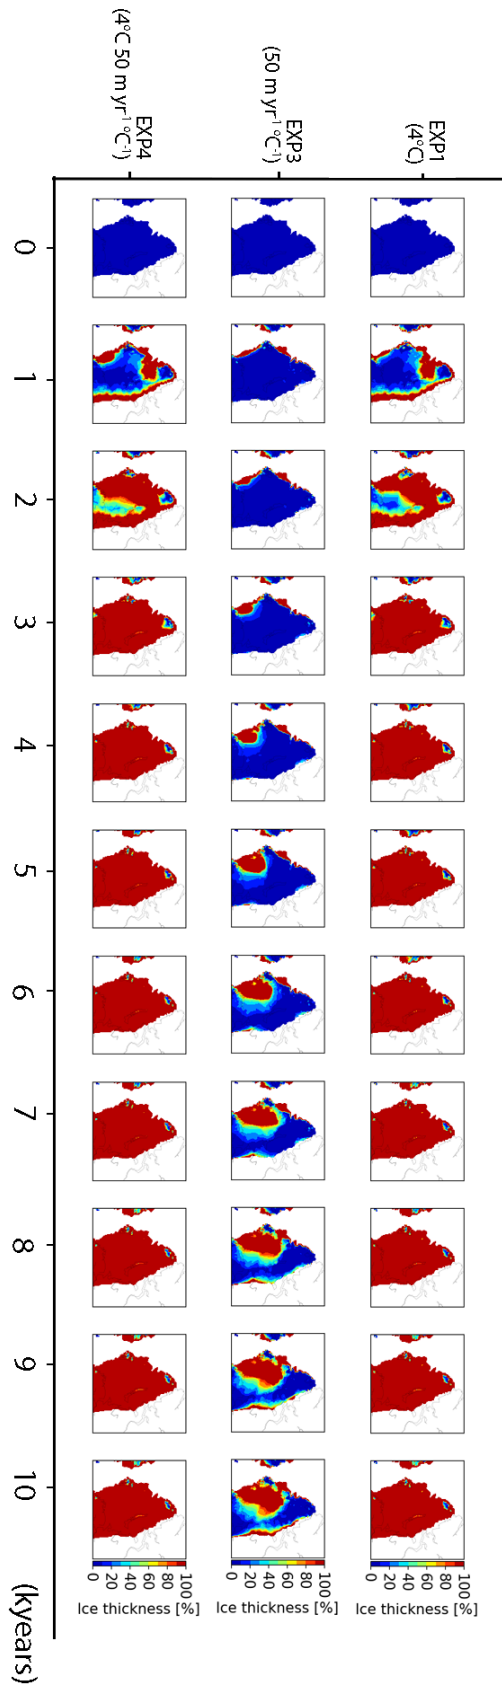 EXP1
(4°C)
100
80
60
40
20
0
Ice thickness [%]
EXP3
(50 m yr⁻¹ °C⁻¹)
100
80
60
40
20
0
Ice thickness [%]
EXP4
(4°C 50 m yr⁻¹ °C⁻¹)
100
80
60
40
20
0
Ice thickness [%]
0 1 2 3 4 5 6 7 8 9 10 (kyears)